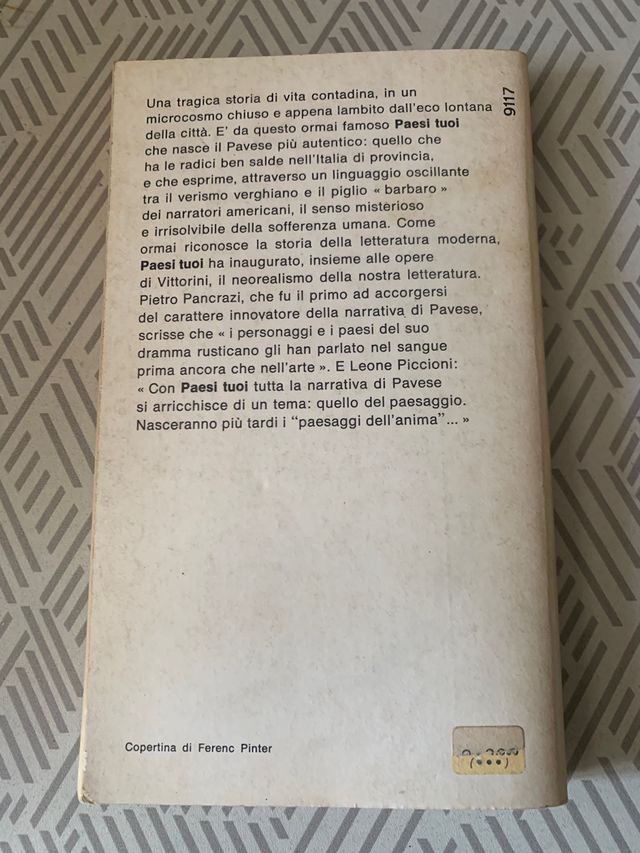 Una tragica storia di vita contadina, in un
microcosmo chiuso e appena lambito dall'eco lontana
della città. E' da questo ormai famoso Paesi tuoi
che nasce il Pavese più autentico: quello che
ha le radici ben salde nell'Italia di provincia,
e che esprime, attraverso un linguaggio oscillante
tra il verismo verghiano e il piglio « barbaro »
dei narratori americani, il senso misterioso
e irrisolvibile della sofferenza umana. Come
ormai riconosce la storia della letteratura moderna,
Paesi tuoi ha inaugurato, insieme alle opere
di Vittorini, il neorealismo della nostra letteratura.
Pietro Pancrazi, che fu il primo ad accorgersi
del carattere innovatore della narrativa di Pavese,
scrisse che « i personaggi e i paesi del suo
dramma rusticano gli han parlato nel sangue
prima ancora che nell'arte ». E Leone Piccioni:
« Con Paesi tuoi tutta la narrativa di Pavese
si arricchisce di un tema: quello del paesaggio.
Nasceranno più tardi i "paesaggi dell'anima"... »
9117
Copertina di Ferenc Pinter
(•••)